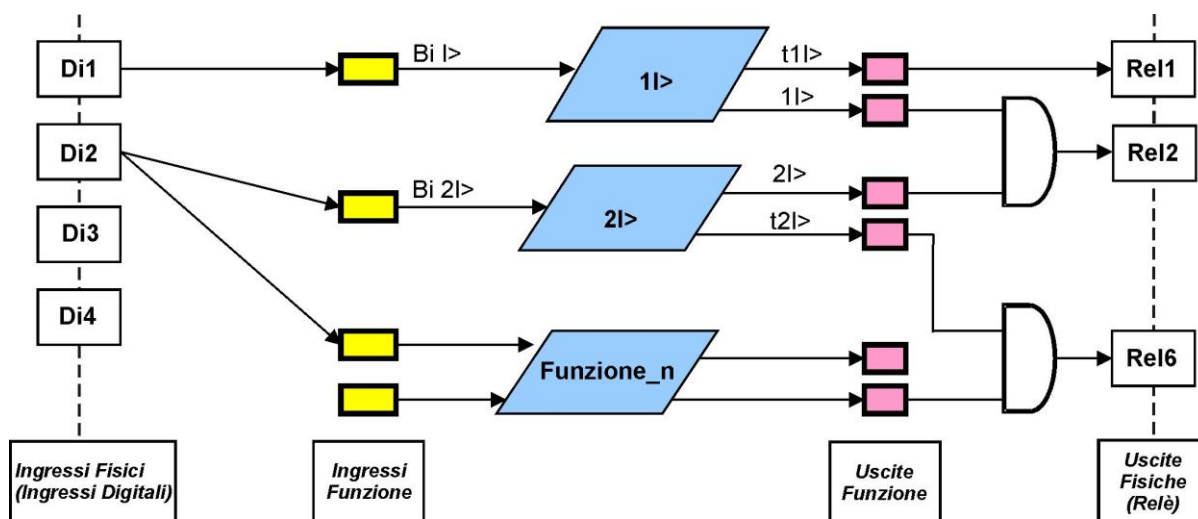 Di1
Bi I>
1I>
t1I>
Rel1
1I>
Di2
Rel2
Bi 2I>
2I>
2I>
Di3
t2I>
Di4
Funzione_n
Rel6
Ingressi Fisici
(Ingressi Digitali)
Ingressi
Funzione
Uscite
Funzione
Uscite
Fisiche
(Relè)